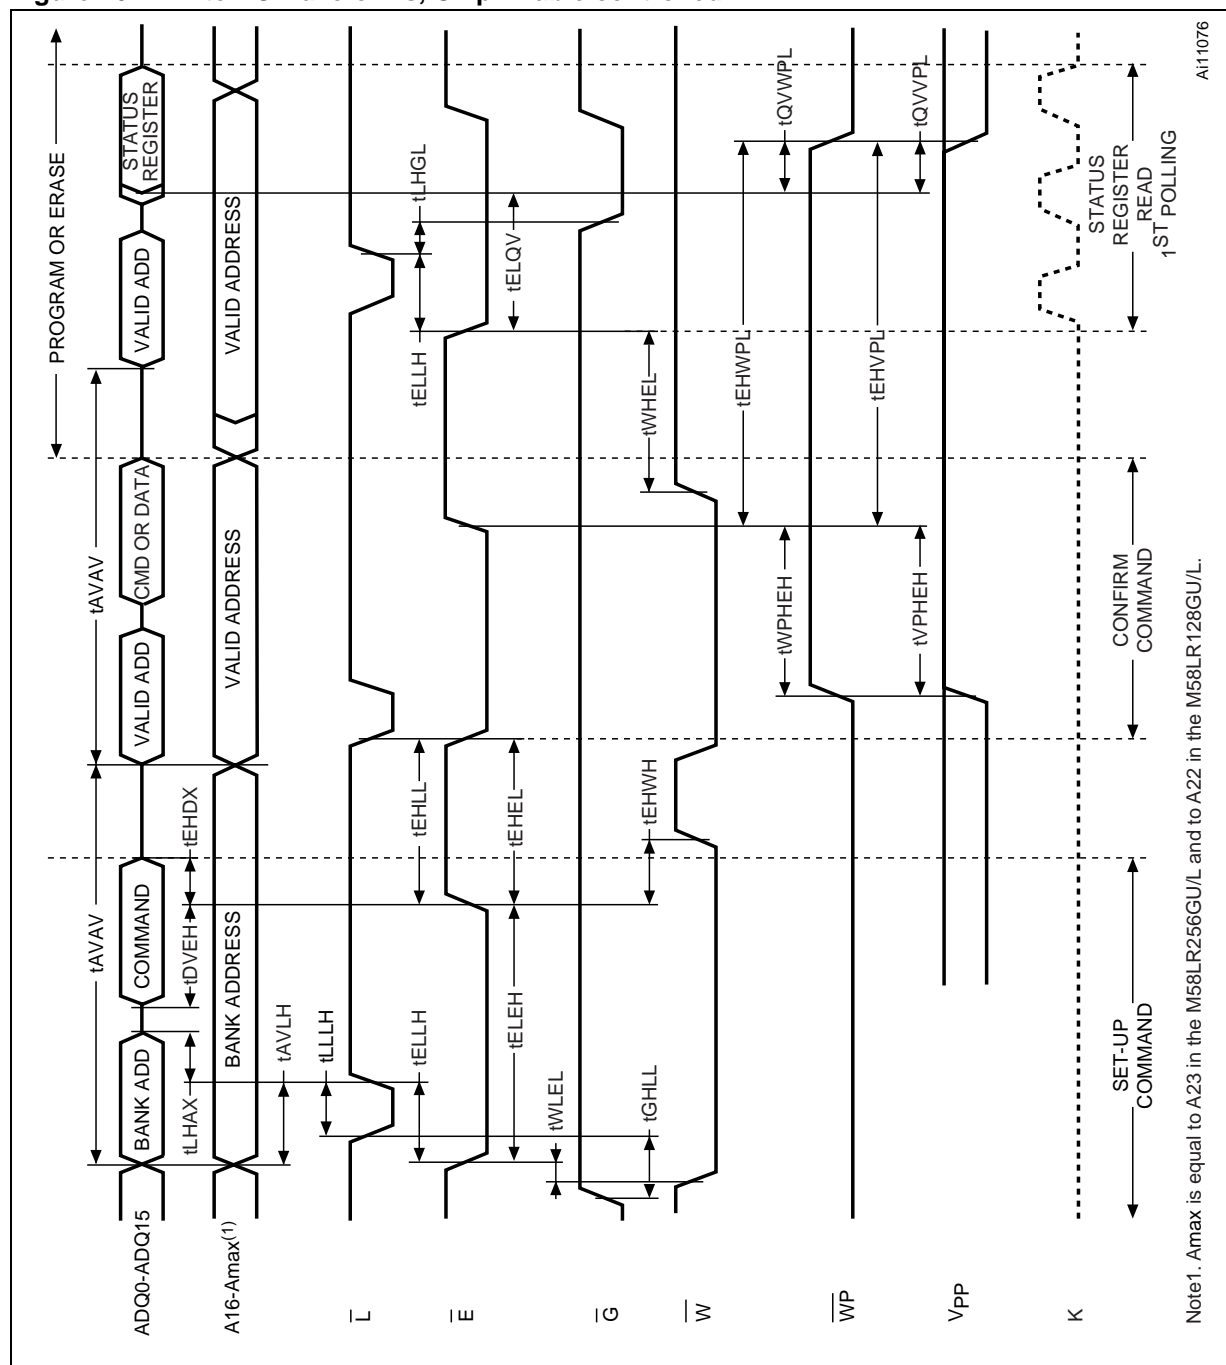 PROGRAM OR ERASE
tAVAV
tAVAV
ADQ0-ADQ15
BANK ADD
COMMAND
VALID ADD
CMD OR DATA
VALID ADD
STATUS
REGISTER
tLHAX
tDVEH
tEHDX
A16-Amax(1)
BANK ADDRESS
VALID ADDRESS
VALID ADDRESS
tAVLH
tLLLH
L
tELLH
tEHLL
tELLH
tLHGL
E
tELEH
tEHEL
tELQV
tWLEL
G
tGHLL
tEHWH
tWHEL
W
tEHWPL
tWPHEH
tQVWPL
WP
tEHVPL
tVPHEH
tQVVPL
VPP
K
SET-UP
COMMAND
CONFIRM
COMMAND
STATUS
REGISTER
READ
1ST POLLING
Note1. Amax is equal to A23 in the M58LR256GU/L and to A22 in the M58LR128GU/L.
Ai11076